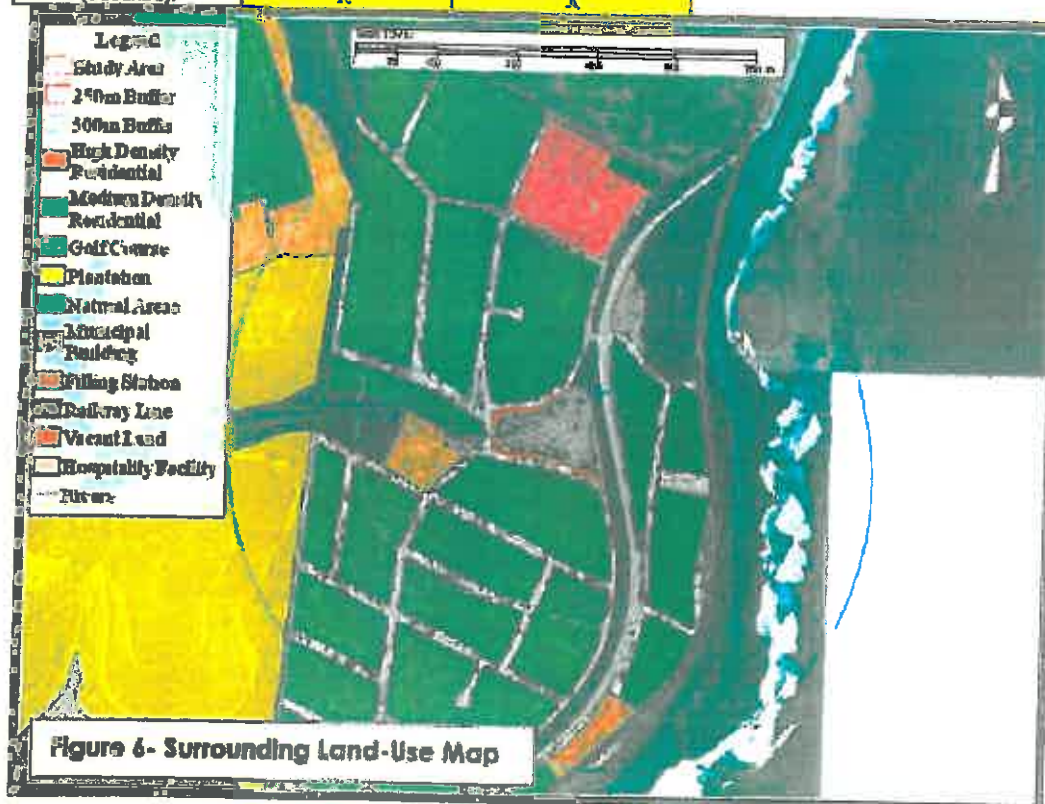 Legend
Study Area
250m Buffer
500m Buffer
High Density
Residential
Medium Density
Residential
Golf Course
Plantation
Natural Areas
Municipal
Building
Filling Station
Railway Line
Vacant Land
Hospitality Facility
Rivers
Figure 6- Surrounding Land-Use Map